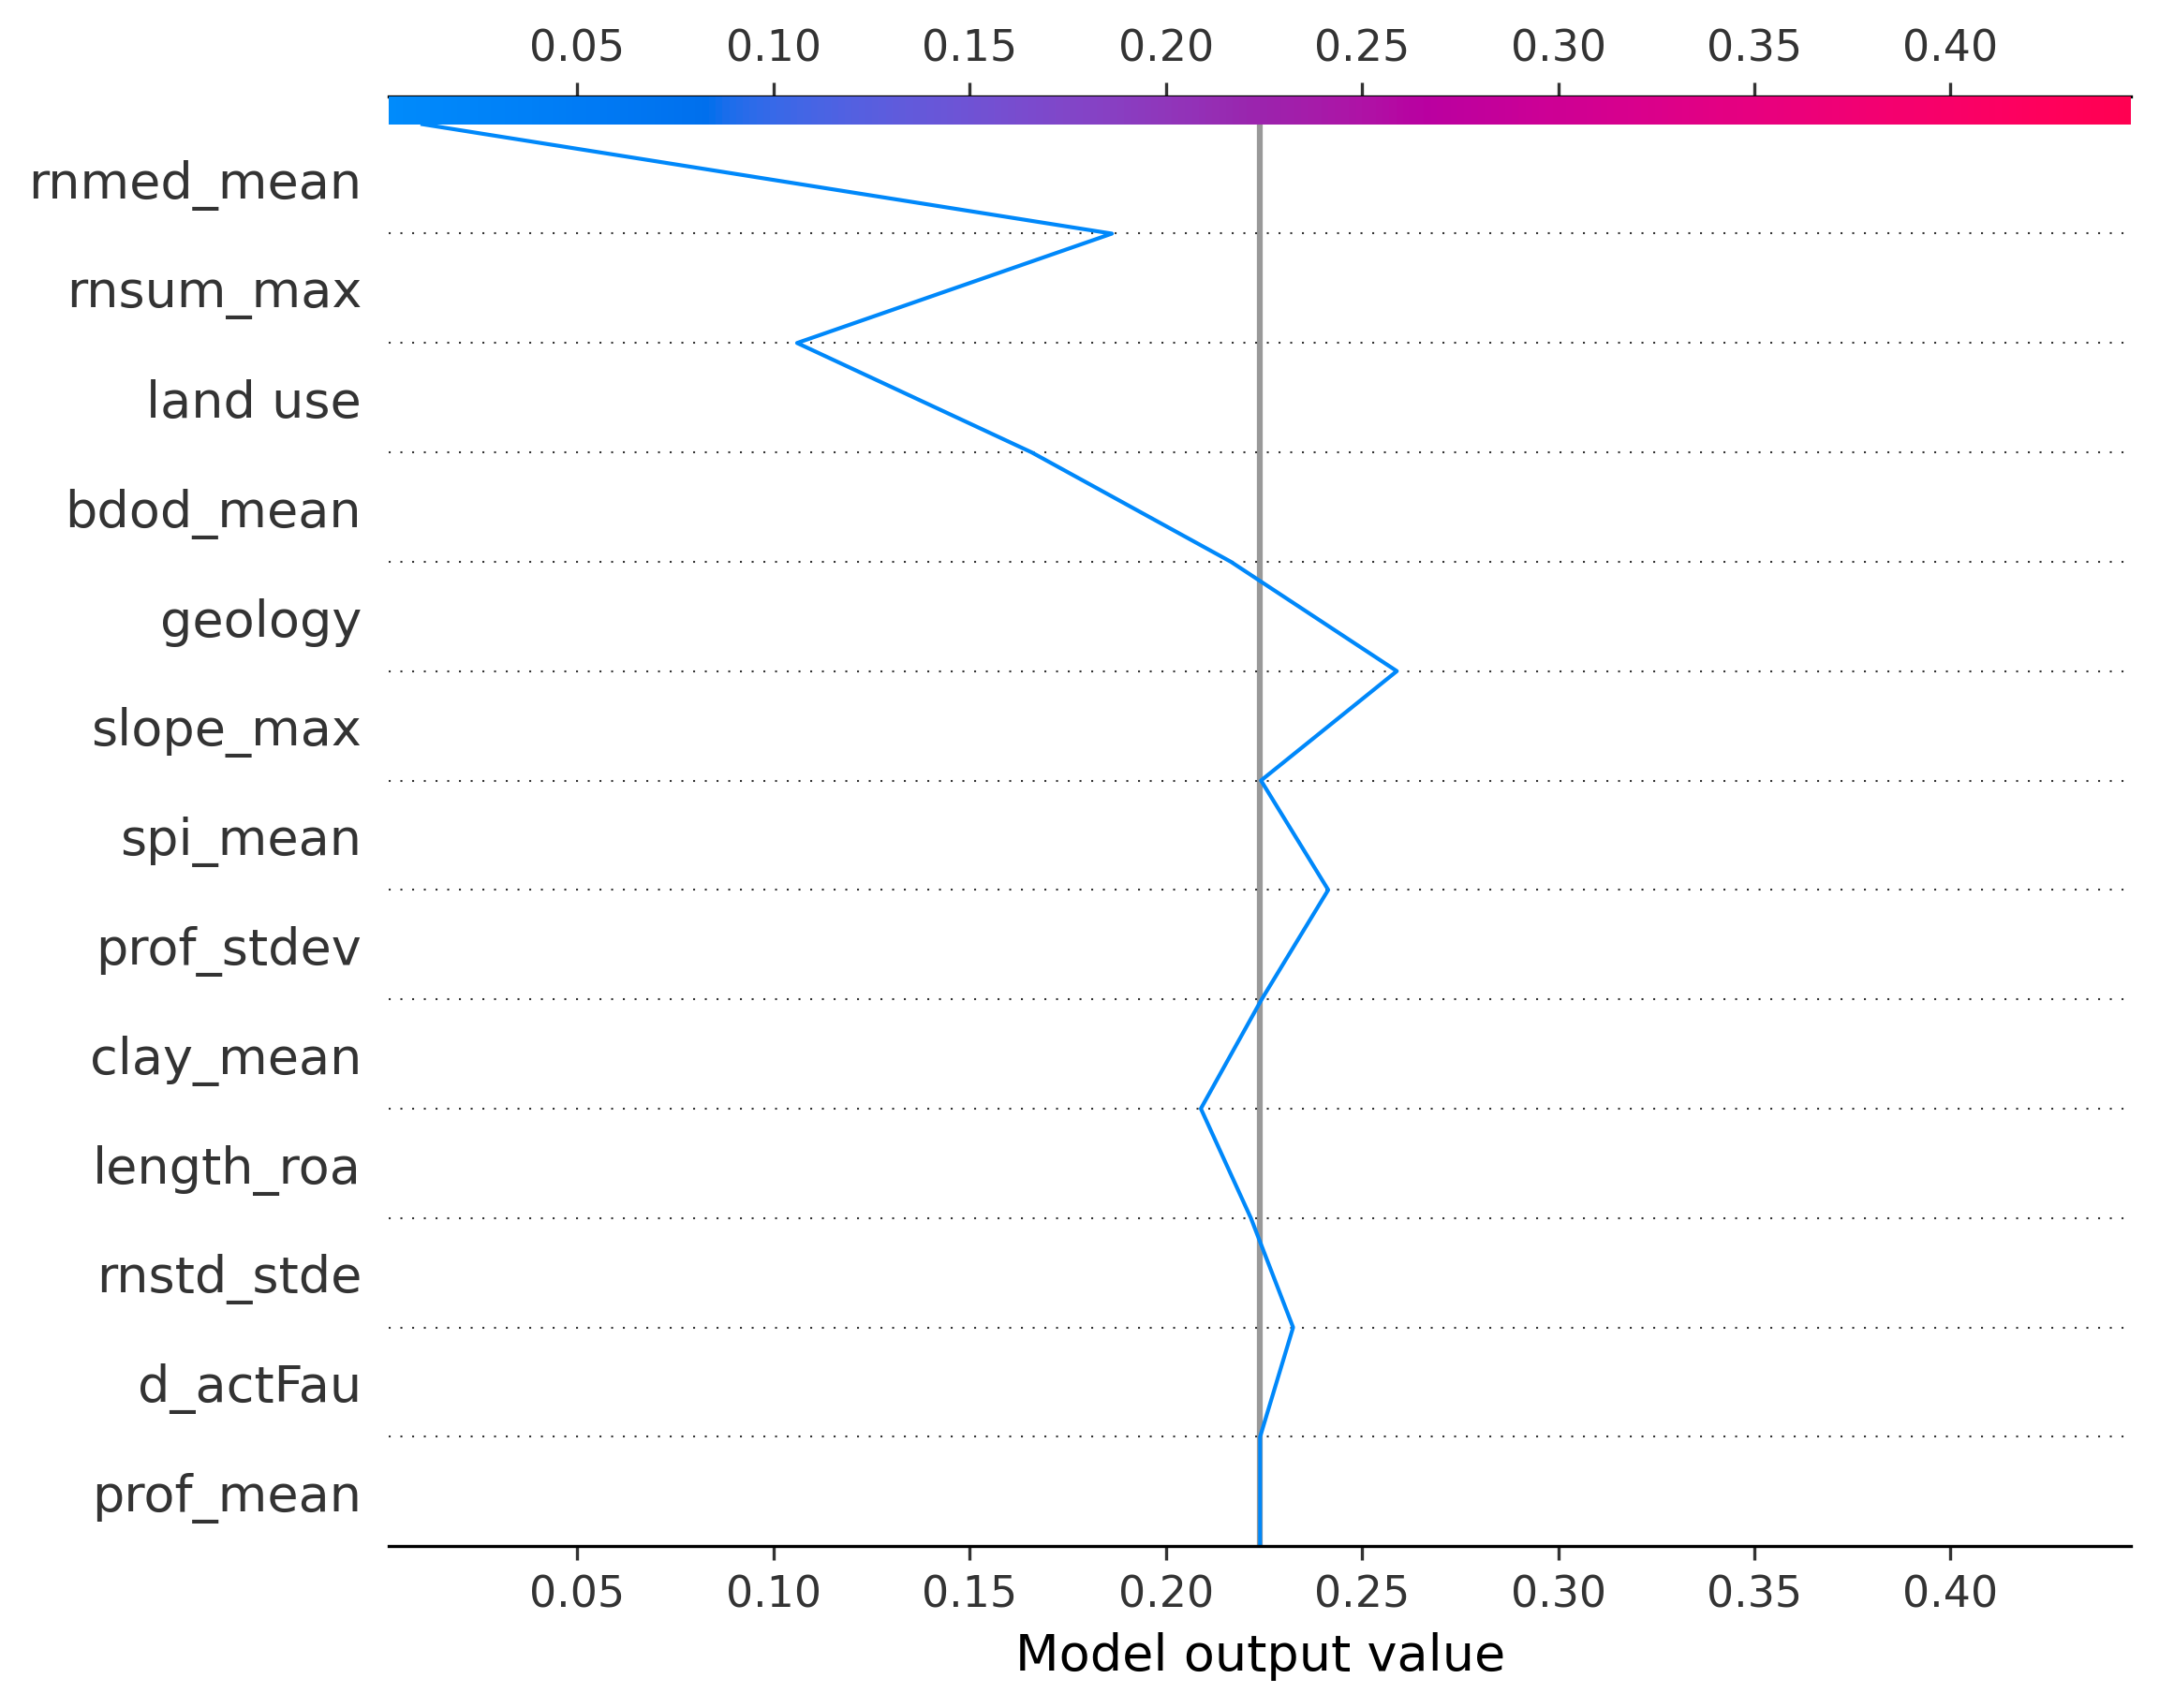 0.05 0.10 0.15 0.20 0.25 0.30 0.35 0.40
rnmed_mean
rnsum_max
land use
bdod_mean
geology
slope_max
spi_mean
prof_stdev
clay_mean
length_roa
rnstd_stde
d_actFau
prof_mean
0.05 0.10 0.15 0.20 0.25 0.30 0.35 0.40
Model output value